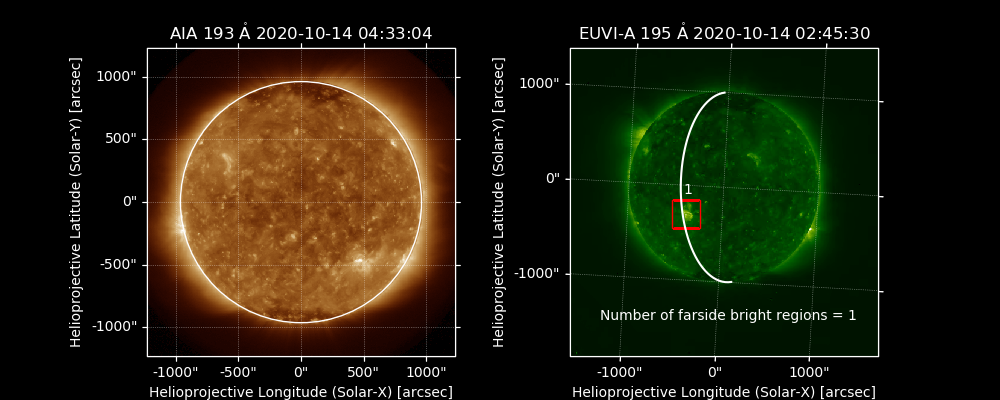 AIA 193 Å 2020-10-14 04:33:04
1000"
500"
0"
-500"
-1000"
Helioprojective Latitude (Solar-Y) [arcsec]
-1000"
-500"
0"
500"
1000"
Helioprojective Longitude (Solar-X) [arcsec]
EUVI-A 195 Å 2020-10-14 02:45:30
1000"
0"
-1000"
Helioprojective Latitude (Solar-Y) [arcsec]
1
Number of farside bright regions = 1
-1000"
0"
1000"
Helioprojective Longitude (Solar-X) [arcsec]